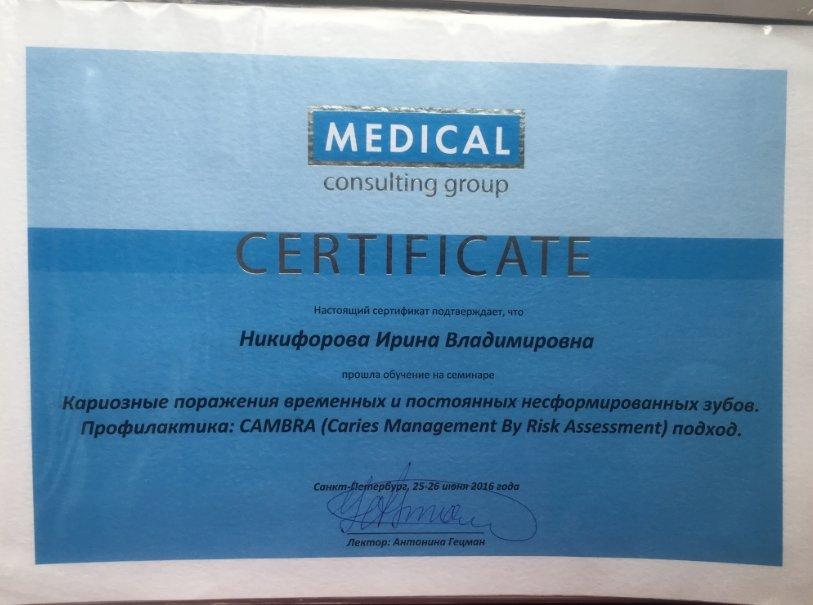 MEDICAL
consulting group
CERTIFICATE
Настоящий сертификат подтверждает, что
Никифорова Ирина Владимировна
прошла обучение на семинаре
Кариозные поражения временных и постоянных несформированных зубов.
Профилактика: CAMBRA (Caries Management By Risk Assessment) подход.
Санкт-Петербург, 25-26 июня 2016 года
Лектор: Антонина Гецман